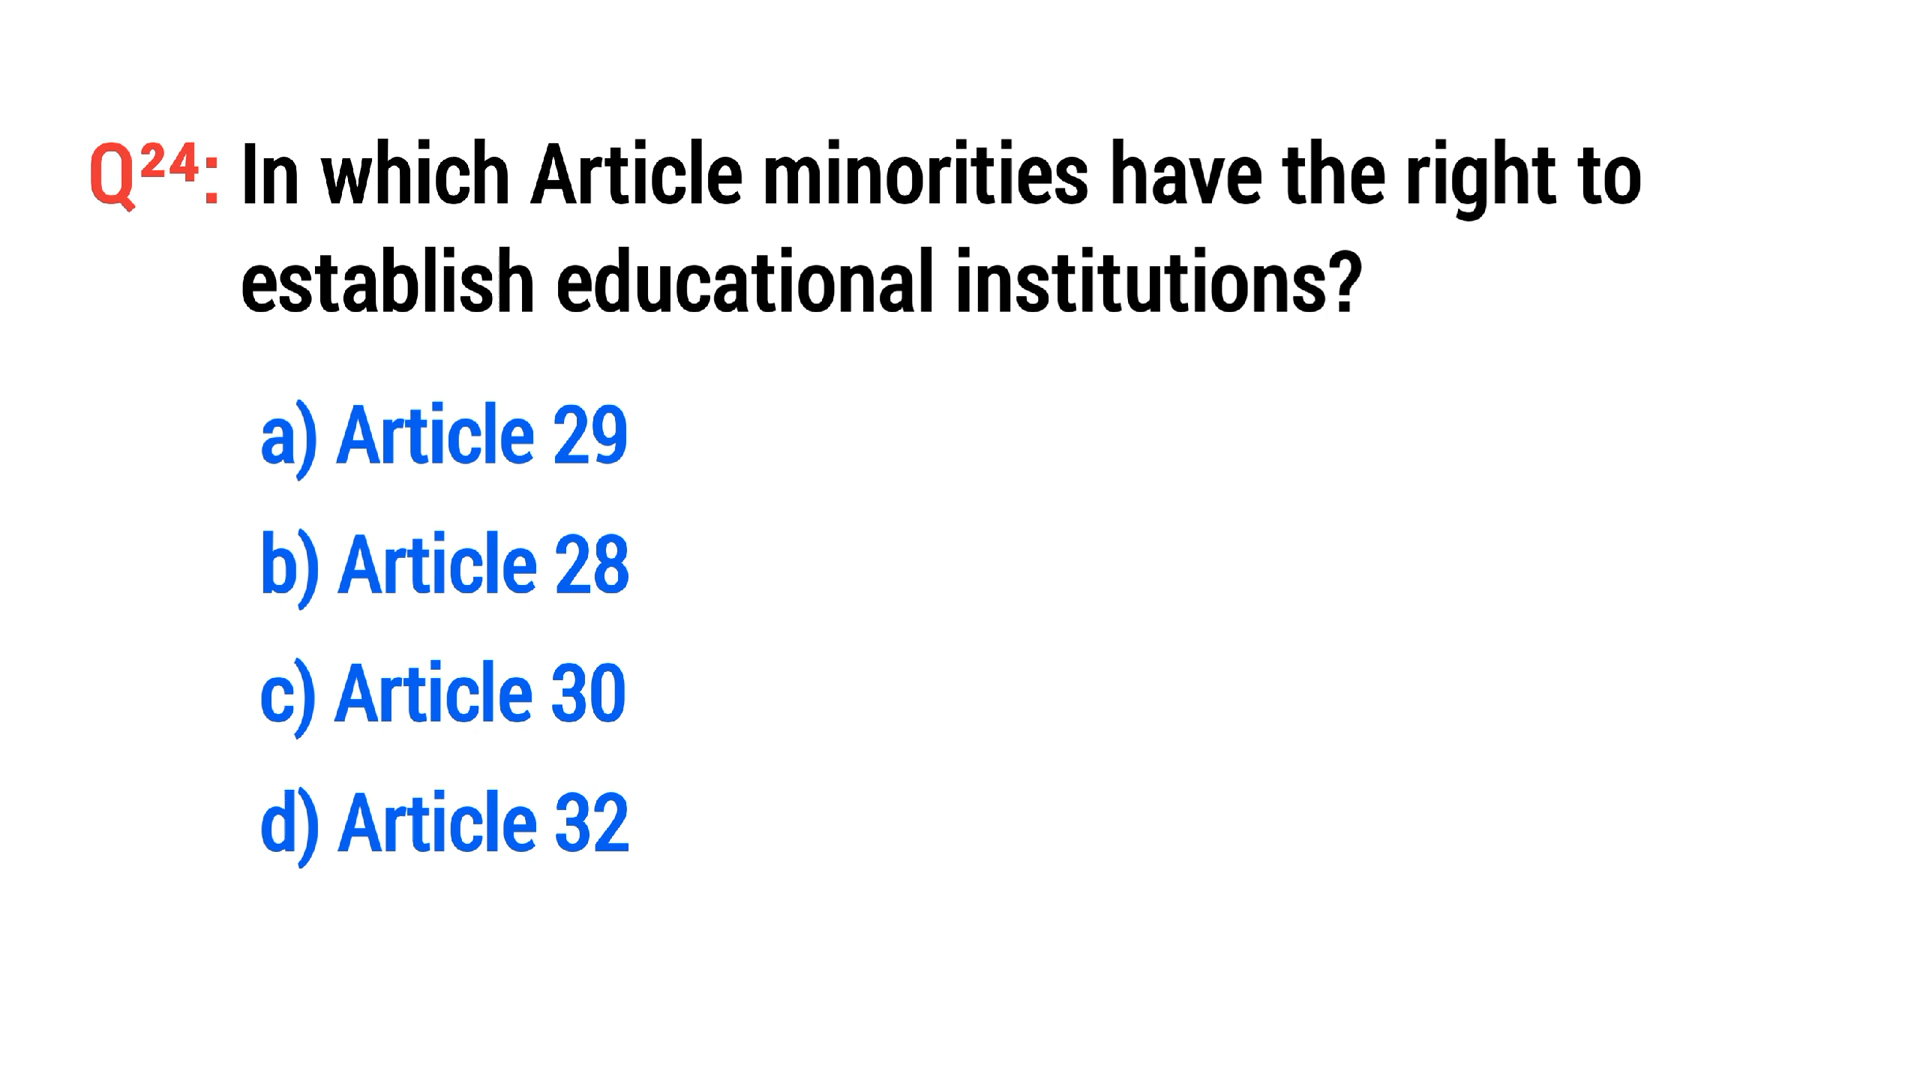 Q²⁴: In which Article minorities have the right to
establish educational institutions?
a) Article 29
b) Article 28
c) Article 30
d) Article 32